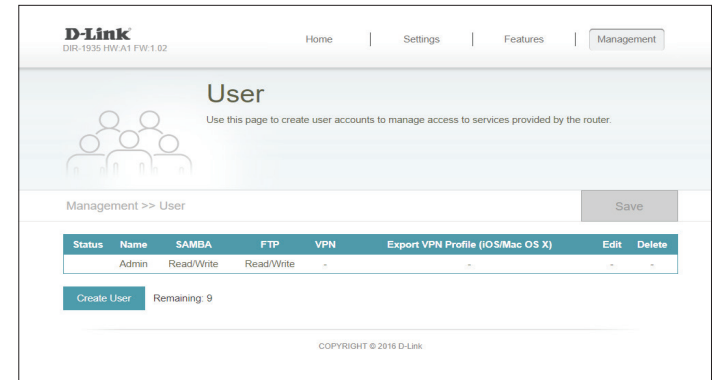 D-Link
DIR-1935 HW:A1 FW:1.02
Home | Settings | Features | Management
User
Use this page to create user accounts to manage access to services provided by the router.
Management >> User
Save
Status Name SAMBA FTP VPN Export VPN Profile (iOS/Mac OS X) Edit Delete
Admin Read/Write Read/Write - - - -
Create User Remaining: 9
COPYRIGHT © 2016 D-Link